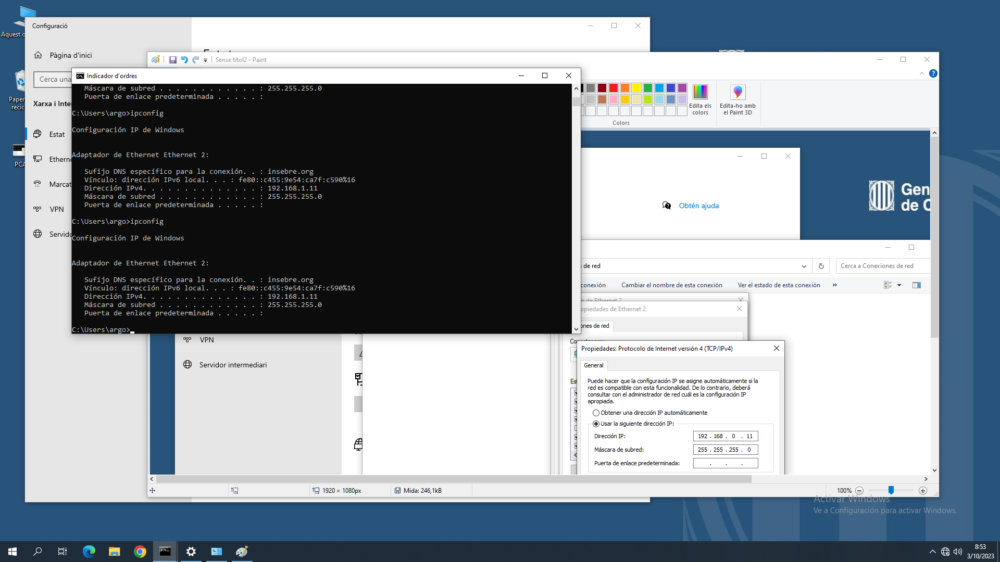 Aquest
Paper
recic
PCA
Configuració
Pàgina d'inici
Cerca una
Xarxa i Inter
Estat
Ethern
Marcat
VPN
Servido
Sense títol2 - Paint
Edita els
colors
Edita-ho amb
el Paint 3D
Colors
Indicador d'ordres
Máscara de subred . . . . . . . . . . . . : 255.255.255.0
Puerta de enlace predeterminada . . . . . :
C:\Users\argo>ipconfig
Configuración IP de Windows
Adaptador de Ethernet Ethernet 2:
Sufijo DNS específico para la conexión. . : insebre.org
Vínculo: dirección IPv6 local. . . : fe80::c455:9e54:ca7f:c590%16
Dirección IPv4. . . . . . . . . . . . . . : 192.168.1.11
Máscara de subred . . . . . . . . . . . . : 255.255.255.0
Puerta de enlace predeterminada . . . . . :
C:\Users\argo>ipconfig
Configuración IP de Windows
Adaptador de Ethernet Ethernet 2:
Sufijo DNS específico para la conexión. . : insebre.org
Vínculo: dirección IPv6 local. . . : fe80::c455:9e54:ca7f:c590%16
Dirección IPv4. . . . . . . . . . . . . . : 192.168.1.11
Máscara de subred . . . . . . . . . . . . : 255.255.255.0
Puerta de enlace predeterminada . . . . . :
C:\Users\argo>
Obtén ayuda
Gen
de C
de red
Cerca a Conexiones de red
conexión
Cambiar el nombre de esta conexión
Ver el estado de esta conexión
»
o de Ethernet 2
opiedades de Ethernet 2
ones de red
VPN
Servidor intermediari
Propiedades: Protocolo de Internet versión 4 (TCP/IPv4)
General
Puede hacer que la configuración IP se asigne automáticamente si la
red es compatible con esta funcionalidad. De lo contrario, deberá
consultar con el administrador de red cuál es la configuración IP
apropiada.
Obtener una dirección IP automáticamente
Usar la siguiente dirección IP:
Dirección IP: 192 . 168 . 0 . 11
Máscara de subred: 255 . 255 . 255 . 0
Puerta de enlace predeterminada: . . .
1920 × 1080px
Mida: 246,1kB
100%
Activar Windows
Ve a Configuración para activar Windows.
8:53
3/10/2023